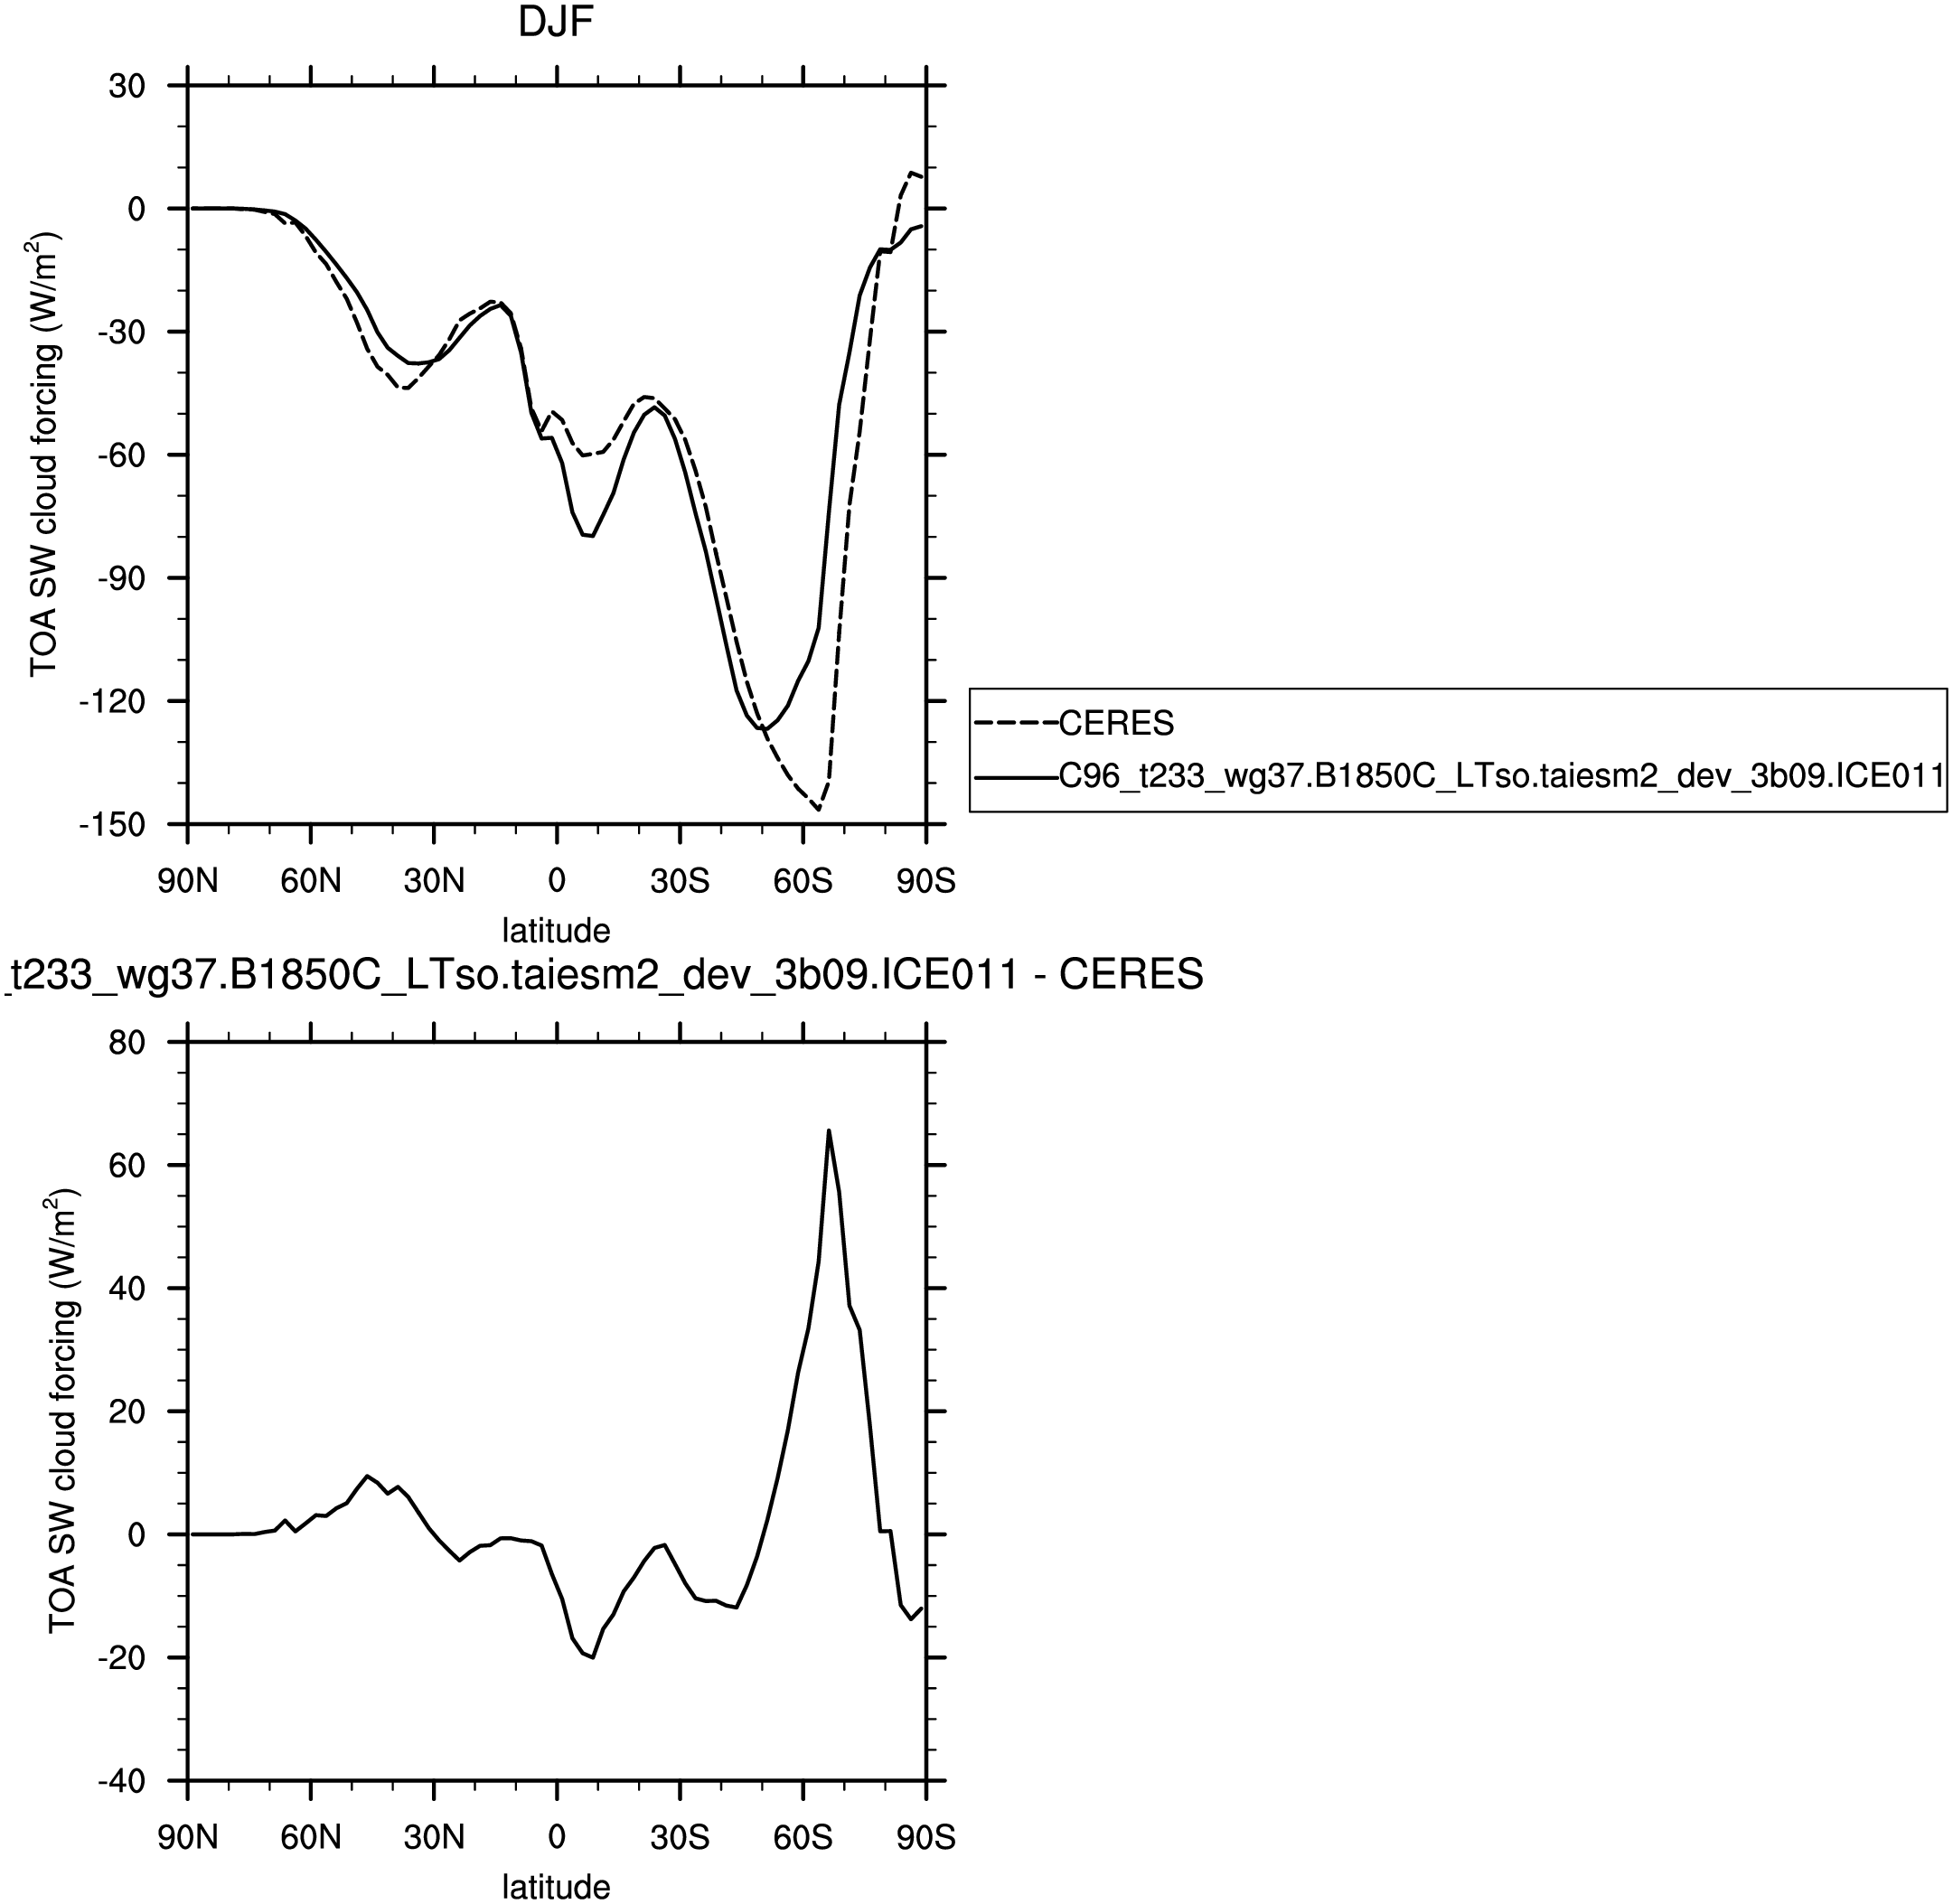 DJF
TOA SW cloud forcing (W/m²)
30
0
-30
-60
-90
-120
-150
90N 60N 30N 0 30S 60S 90S
latitude
CERES
C96_t233_wg37.B1850C_LTso.taiesm2_dev_3b09.ICE011
_t233_wg37.B1850C_LTso.taiesm2_dev_3b09.ICE011 - CERES
TOA SW cloud forcing (W/m²)
80
60
40
20
0
-20
-40
90N 60N 30N 0 30S 60S 90S
latitude